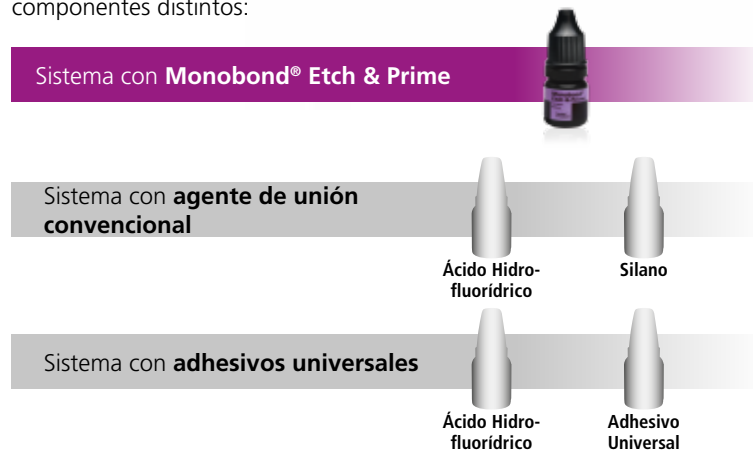 componentes distintos:
Sistema con Monobond® Etch & Prime
Sistema con agente de unión
convencional
Ácido Hidro-
fluorídrico
Silano
Sistema con adhesivos universales
Ácido Hidro-
fluorídrico
Adhesivo
Universal